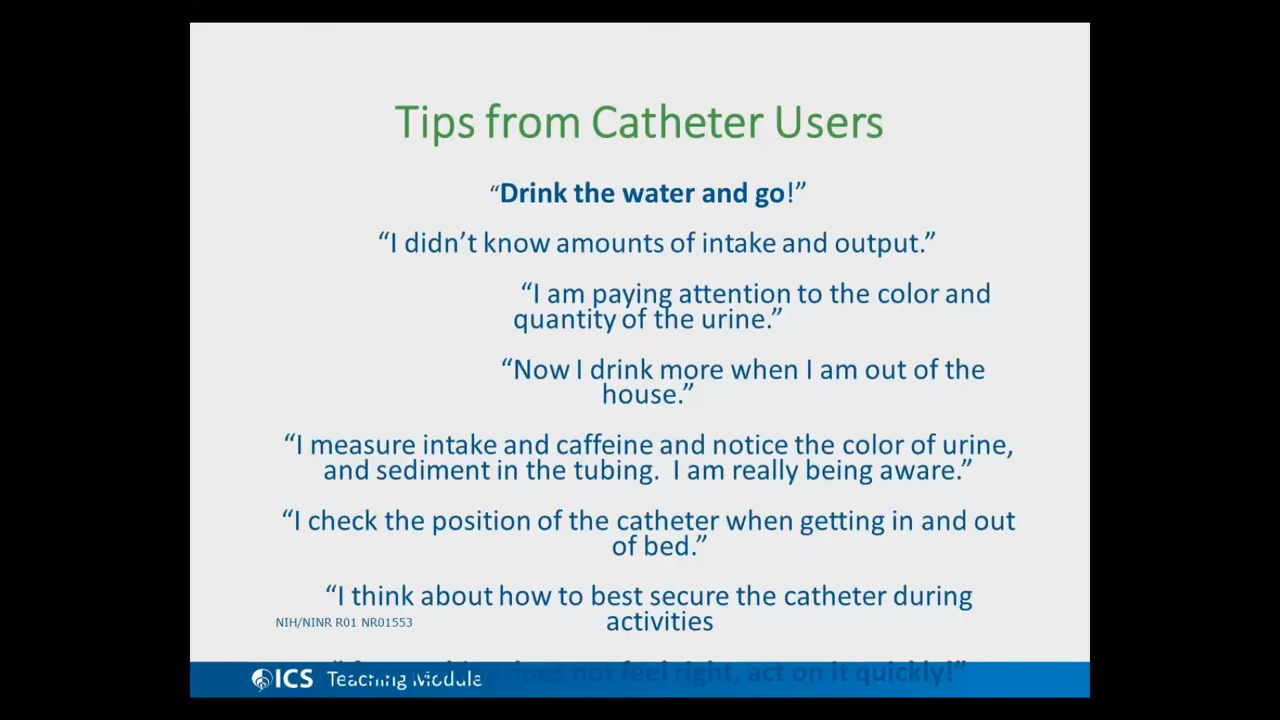 Tips from Catheter Users
“Drink the water and go!”
“I didn’t know amounts of intake and output.”
“I am paying attention to the color and
quantity of the urine.”
“Now I drink more when I am out of the
house.”
“I measure intake and caffeine and notice the color of urine,
and sediment in the tubing.  I am really being aware.”
“I check the position of the catheter when getting in and out
of bed.”
“I think about how to best secure the catheter during
activities
NIH/NINR R01 NR01553
does not feel right, act on it quickly!”
ICS Teaching Module